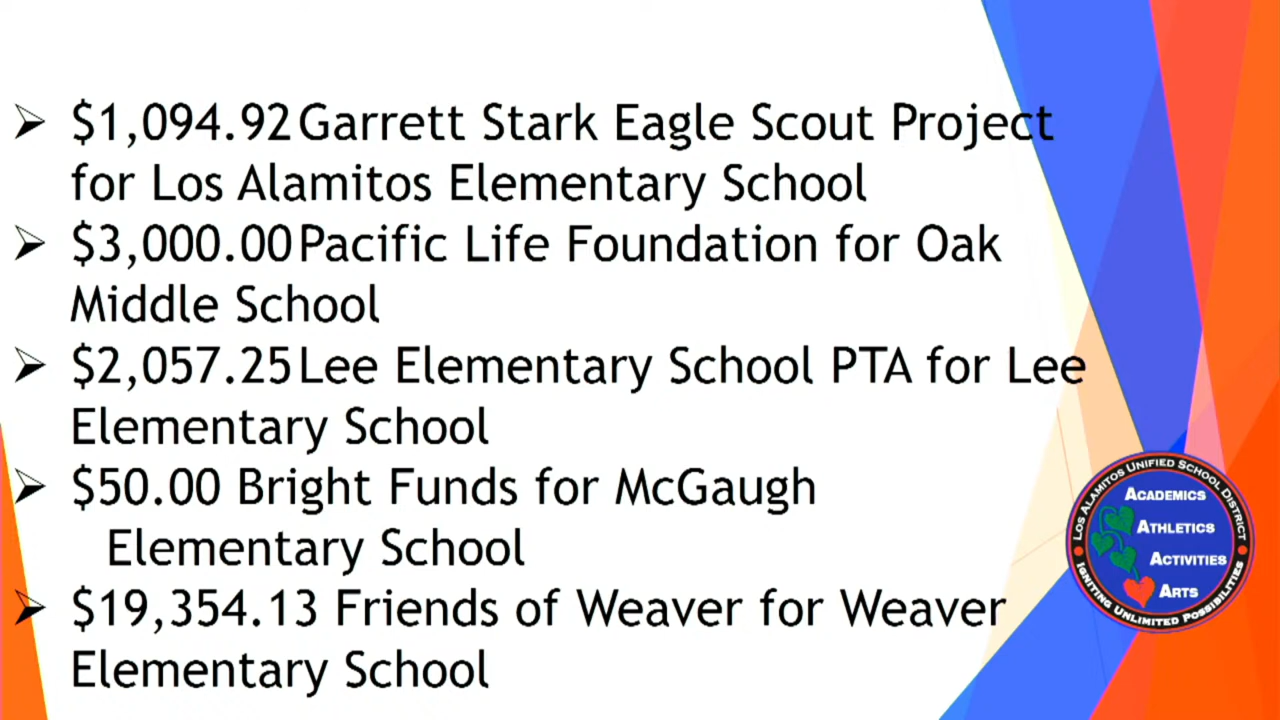 ➢ $1,094.92 Garrett Stark Eagle Scout Project
for Los Alamitos Elementary School
➢ $3,000.00 Pacific Life Foundation for Oak
Middle School
➢ $2,057.25 Lee Elementary School PTA for Lee
Elementary School
➢ $50.00 Bright Funds for McGaugh
Elementary School
➢ $19,354.13 Friends of Weaver for Weaver
Elementary School
LOS ALAMITOS UNIFIED SCHOOL DISTRICT
ACADEMICS
ATHLETICS
ACTIVITIES
ARTS
IGNITING UNLIMITED POSSIBILITIES